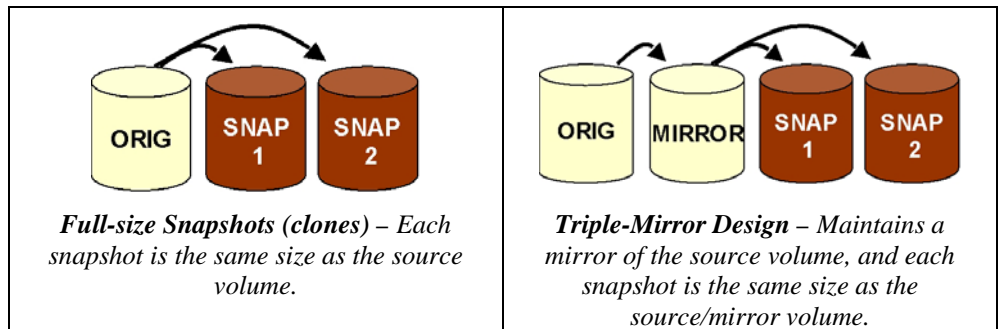 ORIG
SNAP
1
SNAP
2
Full-size Snapshots (clones) – Each
snapshot is the same size as the source
volume.
ORIG
MIRROR
SNAP
1
SNAP
2
Triple-Mirror Design – Maintains a
mirror of the source volume, and each
snapshot is the same size as the
source/mirror volume.